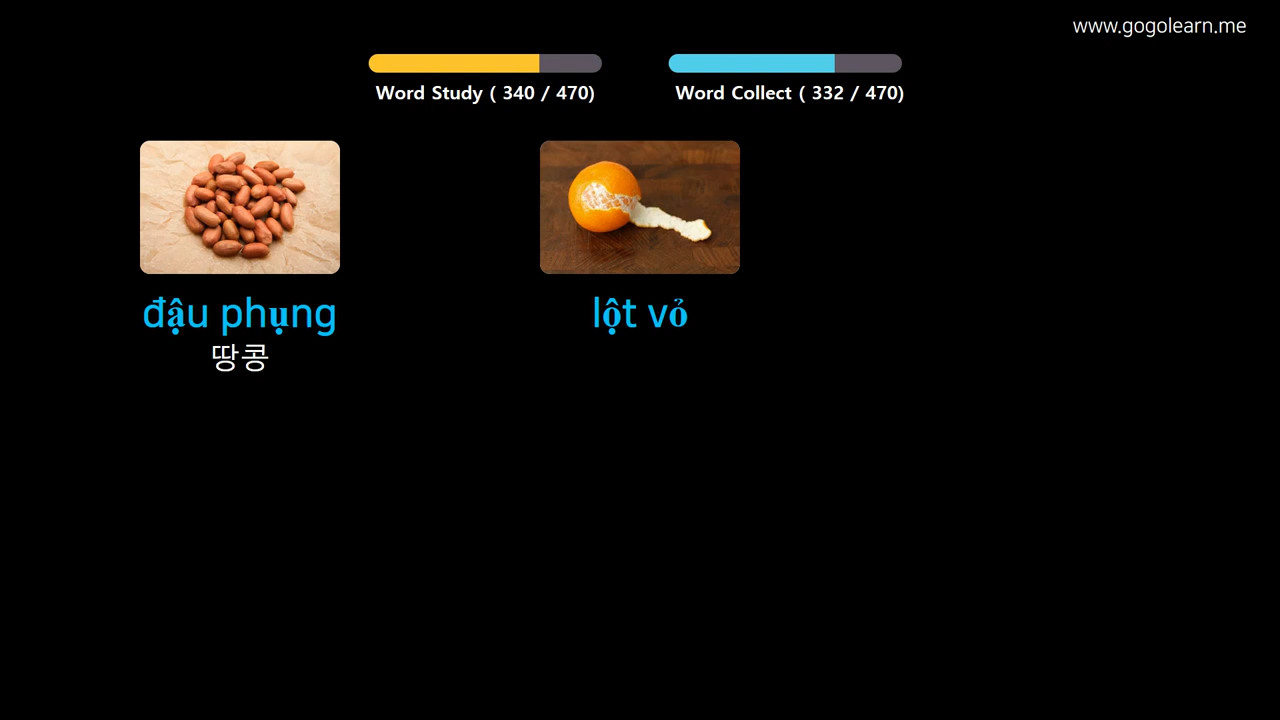 www.gogolearn.me
Word Study ( 340 / 470)
Word Collect ( 332 / 470)
đậu phụng
땅콩
lột vỏ